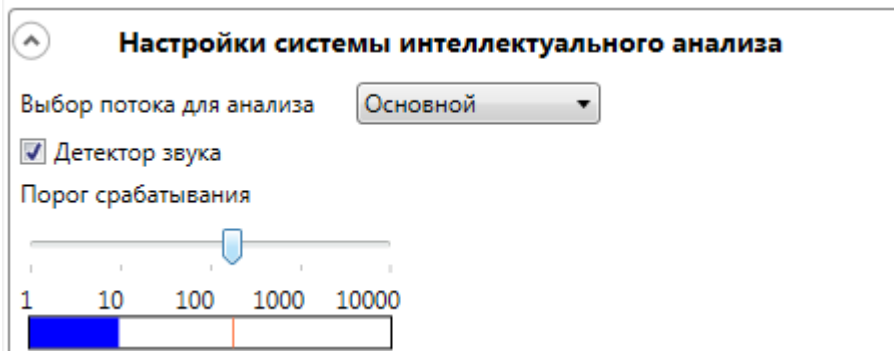 Настройки системы интеллектуального анализа
Выбор потока для анализа Основной
Детектор звука
Порог срабатывания
1 10 100 1000 10000